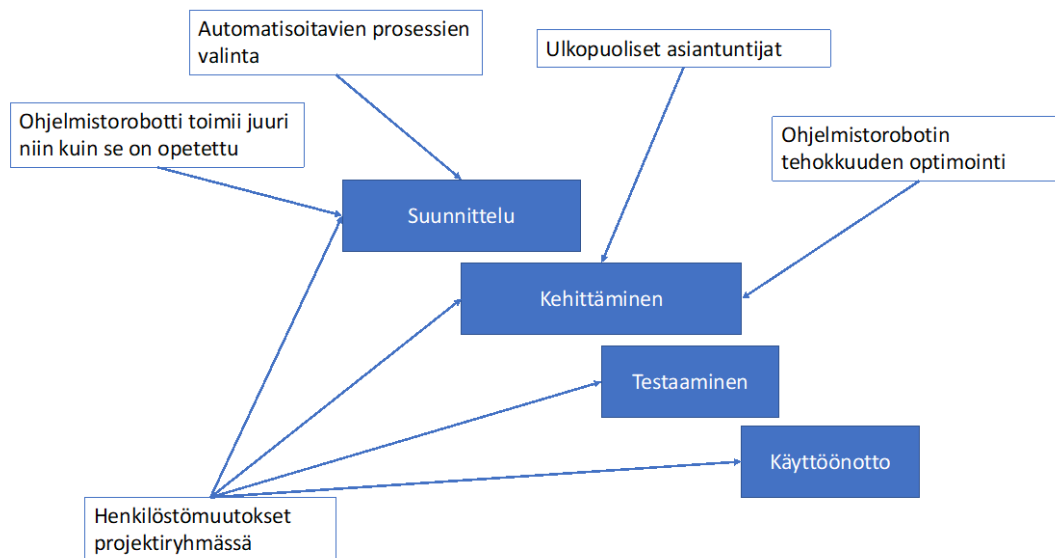 Automatisoitavien prosessien
valinta
Ulkopuoliset asiantuntijat
Ohjelmistorobotti toimii juuri
niin kuin se on opetettu
Ohjelmistorobotin
tehokkuuden optimointi
Suunnittelu
Kehittäminen
Testaaminen
Käyttöönotto
Henkilöstömuutokset
projektiryhmässä